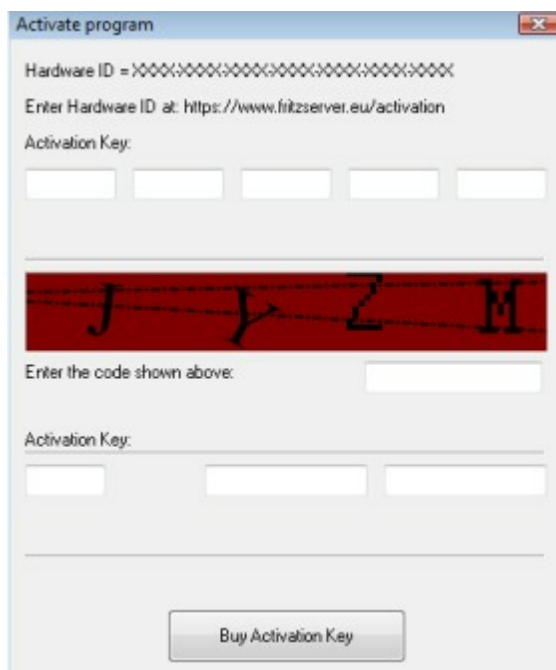 Activate program
Hardware ID = XXXX-XXXX-XXXX-XXXX-XXXX-XXXX-XXXX
Enter Hardware ID at: https://www.fritzserver.eu/activation
Activation Key:
J y Z M
Enter the code shown above:
Activation Key:
Buy Activation Key